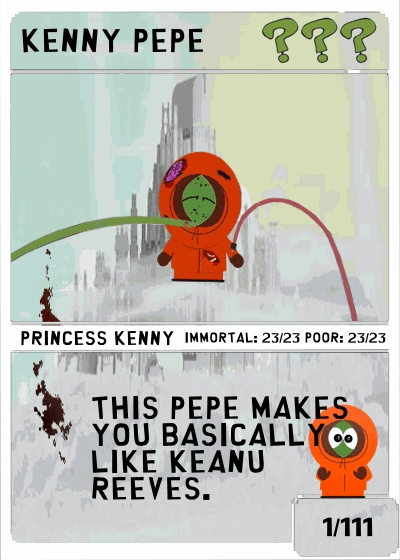 KENNY PEPE ???
PRINCESS KENNY IMMORTAL: 23/23 POOR: 23/23
THIS PEPE MAKES
YOU BASICALLY
LIKE KEANU
REEVES.
1/111